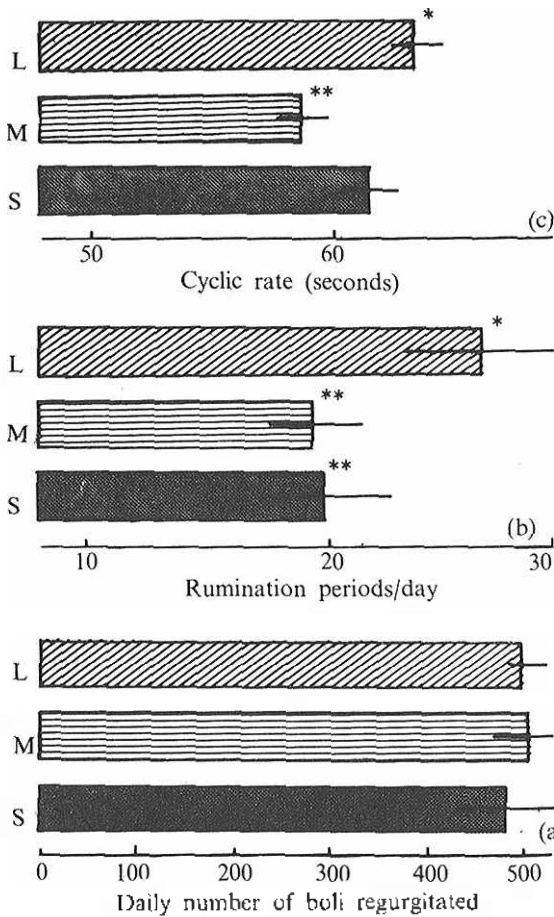 *
L
**
M
S
(c)
50 60
Cyclic rate (seconds)
*
L
**
M
**
S
(b)
10 20 30
Rumination periods/day
L
M
S
(a
0 100 200 300 400 500
Daily number of boli regurgitated